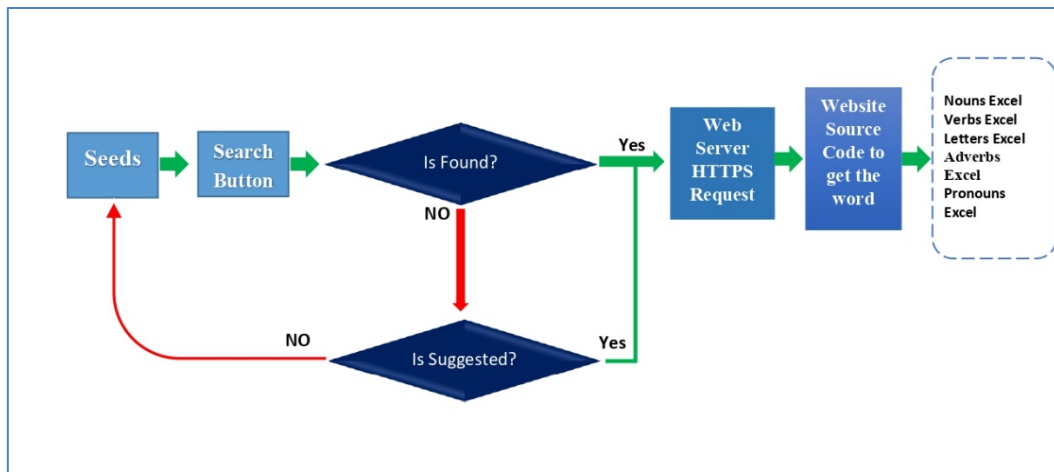 Seeds
Search
Button
Is Found?
Yes
NO
Is Suggested?
Yes
NO
Web
Server
HTTPS
Request
Website
Source
Code to
get the
word
Nouns Excel
Verbs Excel
Letters Excel
Adverbs
Excel
Pronouns
Excel